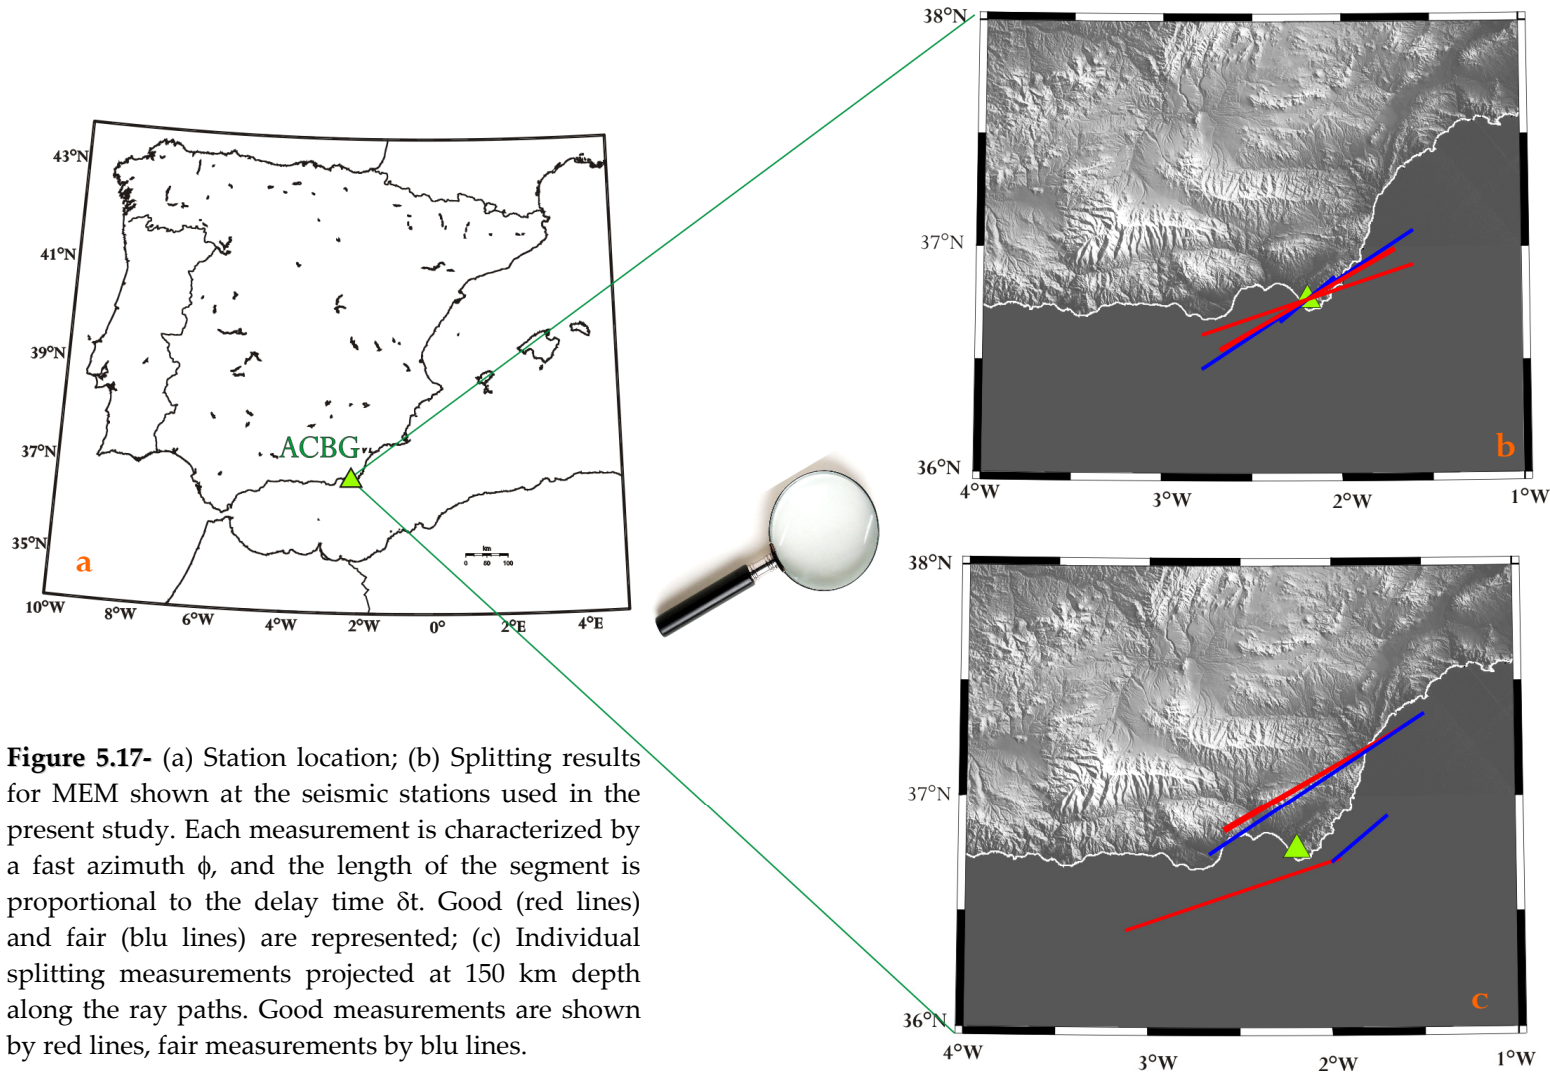 43°N
41°N
39°N
37°N
35°N
10°W
8°W
6°W
4°W
2°W
0°
2°E
4°E
ACBG
a
km
0 50 100
38°N
37°N
36°N
4°W
3°W
2°W
1°W
b
38°N
37°N
36°N
4°W
3°W
2°W
1°W
c
Figure 5.17- (a) Station location; (b) Splitting results
for MEM shown at the seismic stations used in the
present study. Each measurement is characterized by
a fast azimuth ϕ, and the length of the segment is
proportional to the delay time δt. Good (red lines)
and fair (blu lines) are represented; (c) Individual
splitting measurements projected at 150 km depth
along the ray paths. Good measurements are shown
by red lines, fair measurements by blu lines.